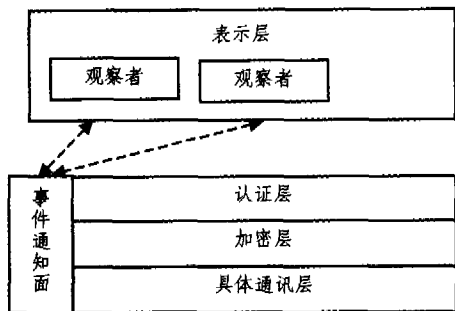 表示层
观察者 观察者
事件通知面
认证层
加密层
具体通讯层